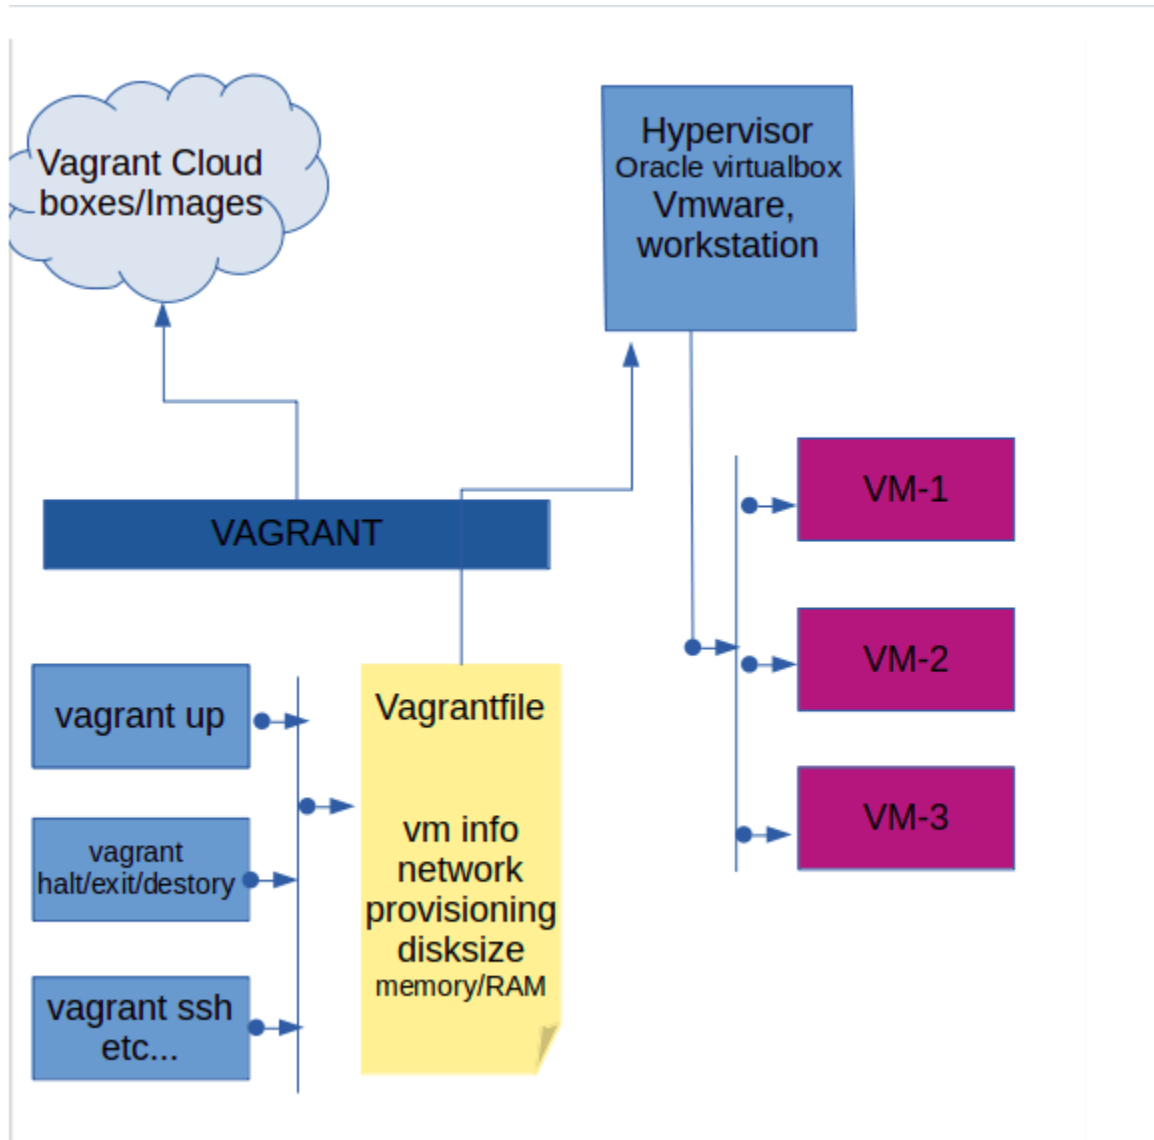 Vagrant Cloud
boxes/Images
Hypervisor
Oracle virtualbox
Vmware,
workstation
VAGRANT
VM-1
VM-2
VM-3
vagrant up
vagrant
halt/exit/destory
vagrant ssh
etc...
Vagrantfile
vm info
network
provisioning
disksize
memory/RAM